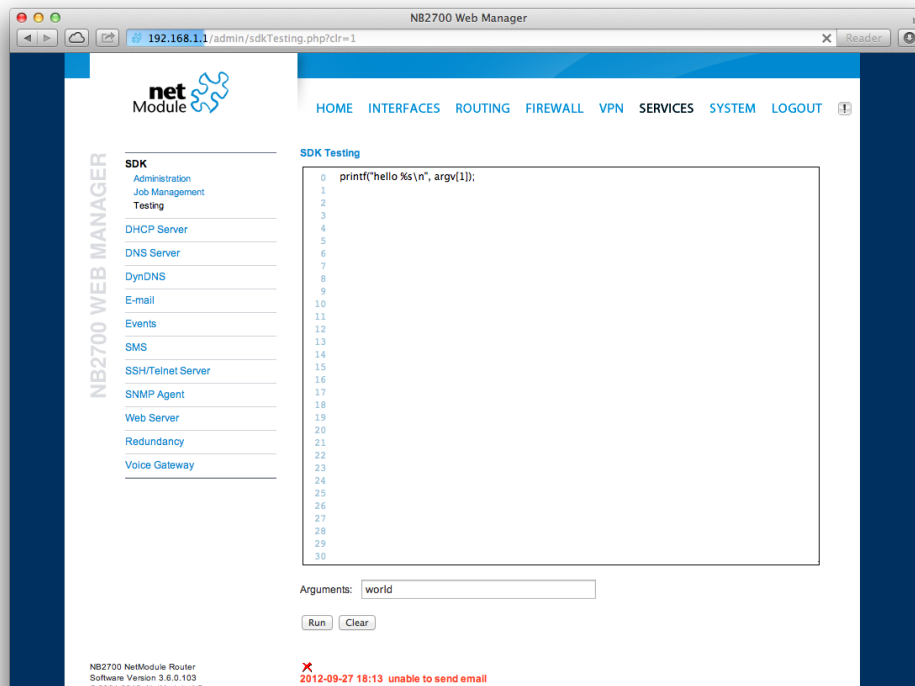 NB2700 Web Manager
192.168.1.1/admin/sdkTesting.php?clr=1
Reader
net
Module
HOME INTERFACES ROUTING FIREWALL VPN SERVICES SYSTEM LOGOUT
NB2700 WEB MANAGER
SDK
Administration
Job Management
Testing
DHCP Server
DNS Server
DynDNS
E-mail
Events
SMS
SSH/Telnet Server
SNMP Agent
Web Server
Redundancy
Voice Gateway
SDK Testing
0 printf("hello %s\n", argv[1]);
1
2
3
4
5
6
7
8
9
10
11
12
13
14
15
16
17
18
19
20
21
22
23
24
25
26
27
28
29
30
Arguments: world
Run Clear
NB2700 NetModule Router
Software Version 3.6.0.103
2012-09-27 18:13 unable to send email